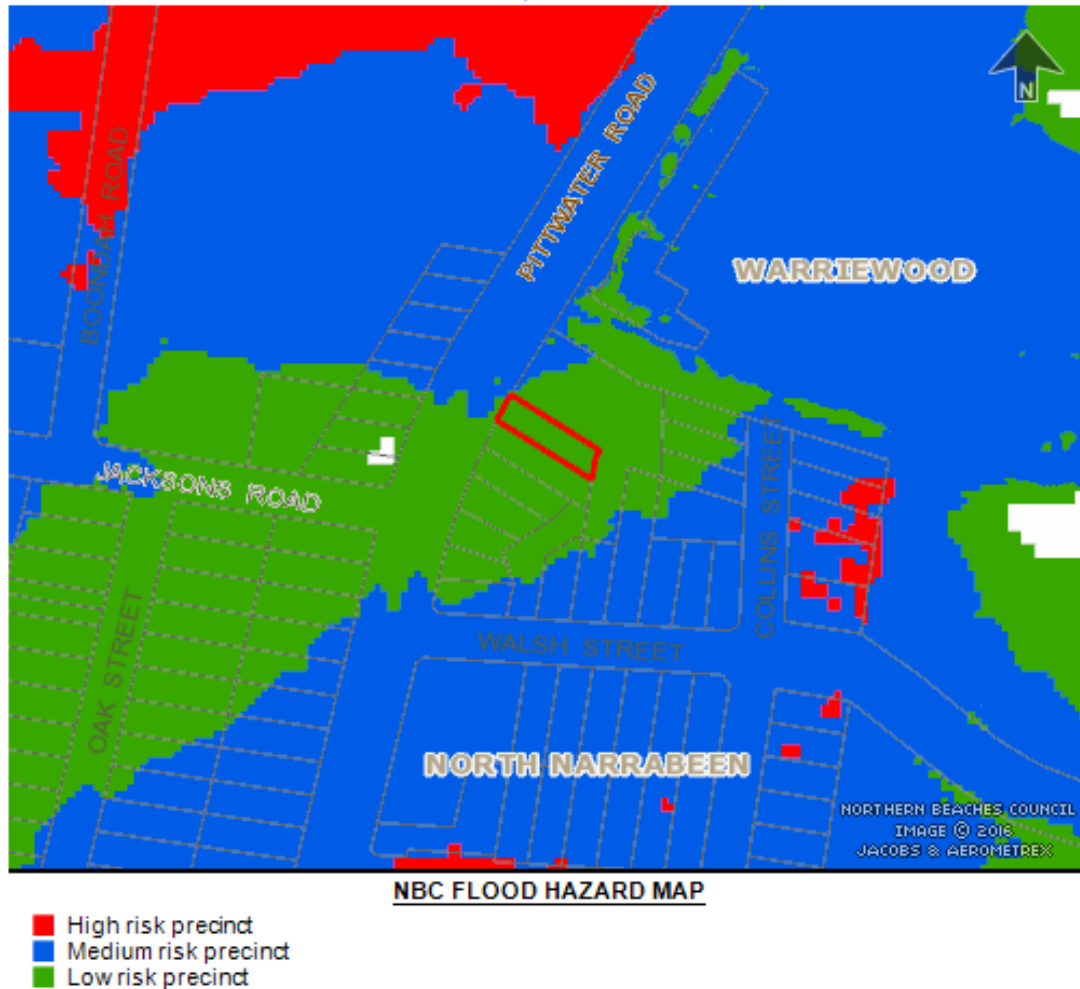 N
PITTWATER ROAD
BOONDAH ROAD
WARRIEWOOD
JACKSONS ROAD
COLLINS STREET
OAK STREET
WALSH STREET
NORTH NARRABEEN
NORTHERN BEACHES COUNCIL
IMAGE © 2016
JACOBS & AEROMETREX
NBC FLOOD HAZARD MAP
High risk precinct
Medium risk precinct
Low risk precinct